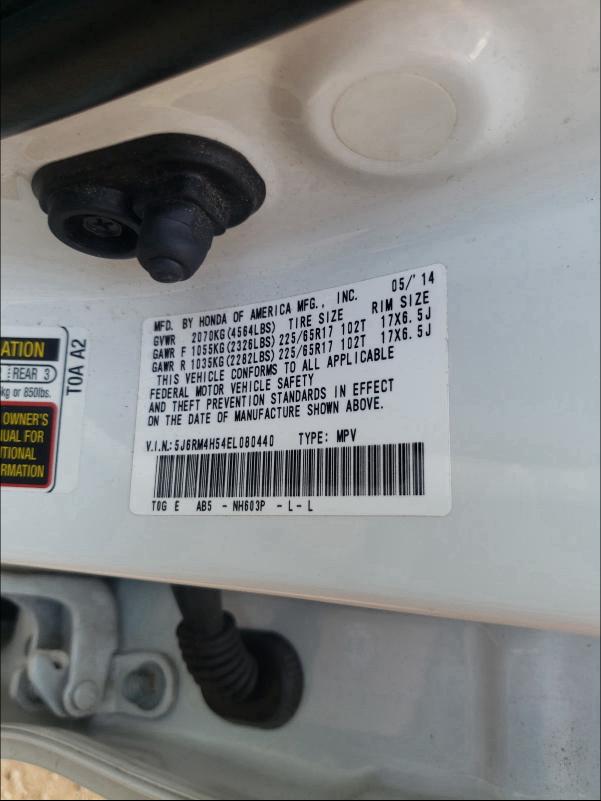 MFD. BY HONDA OF AMERICA MFG., INC. 05/'14
GVWR 2070KG(4564LBS) TIRE SIZE RIM SIZE
GAWR F 1055KG(2326LBS) 225/65R17 102T 17X6.5J
GAWR R 1035KG(2282LBS) 225/65R17 102T 17X6.5J
THIS VEHICLE CONFORMS TO ALL APPLICABLE
FEDERAL MOTOR VEHICLE SAFETY
AND THEFT PREVENTION STANDARDS IN EFFECT
ON THE DATE OF MANUFACTURE SHOWN ABOVE.
V.I.N.:5J6RM4H54EL080440 TYPE: MPV
T0G E AB5 - NH603P - L - L
ATION
REAR 3
kg or 850lbs.
OWNER'S
UAL FOR
ITIONAL
RMATION
T0A A2